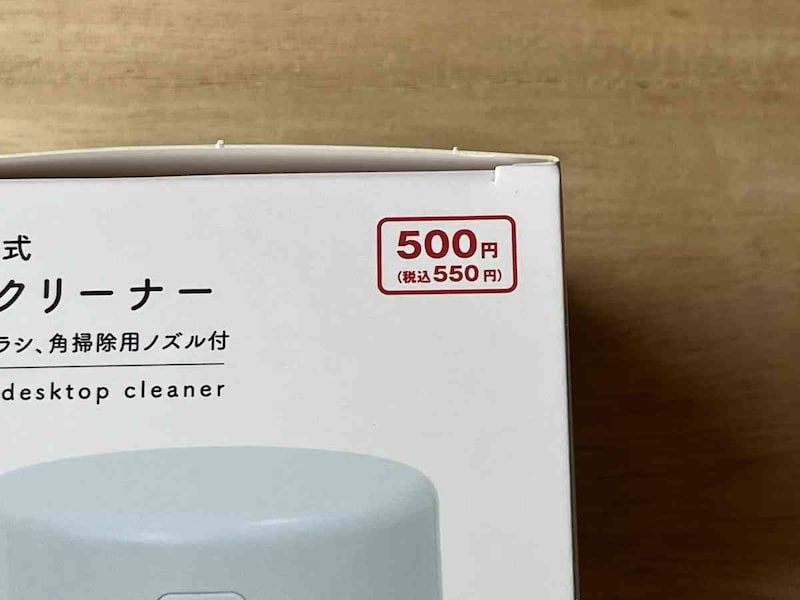 500円
(税込550円)
式
クリーナー
ラシ、角掃除用ノズル付
desktop cleaner